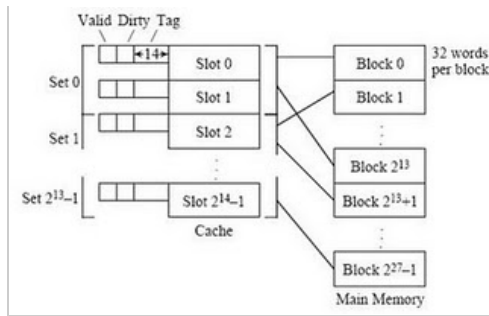 Valid Dirty Tag
14
Slot 0
Block 0
32 words
per block
Set 0
Slot 1
Block 1
Set 1
Slot 2
Block 2¹³
Set 2¹³–1
Slot 2¹⁴–1
Block 2¹³+1
Cache
Block 2²⁷–1
Main Memory